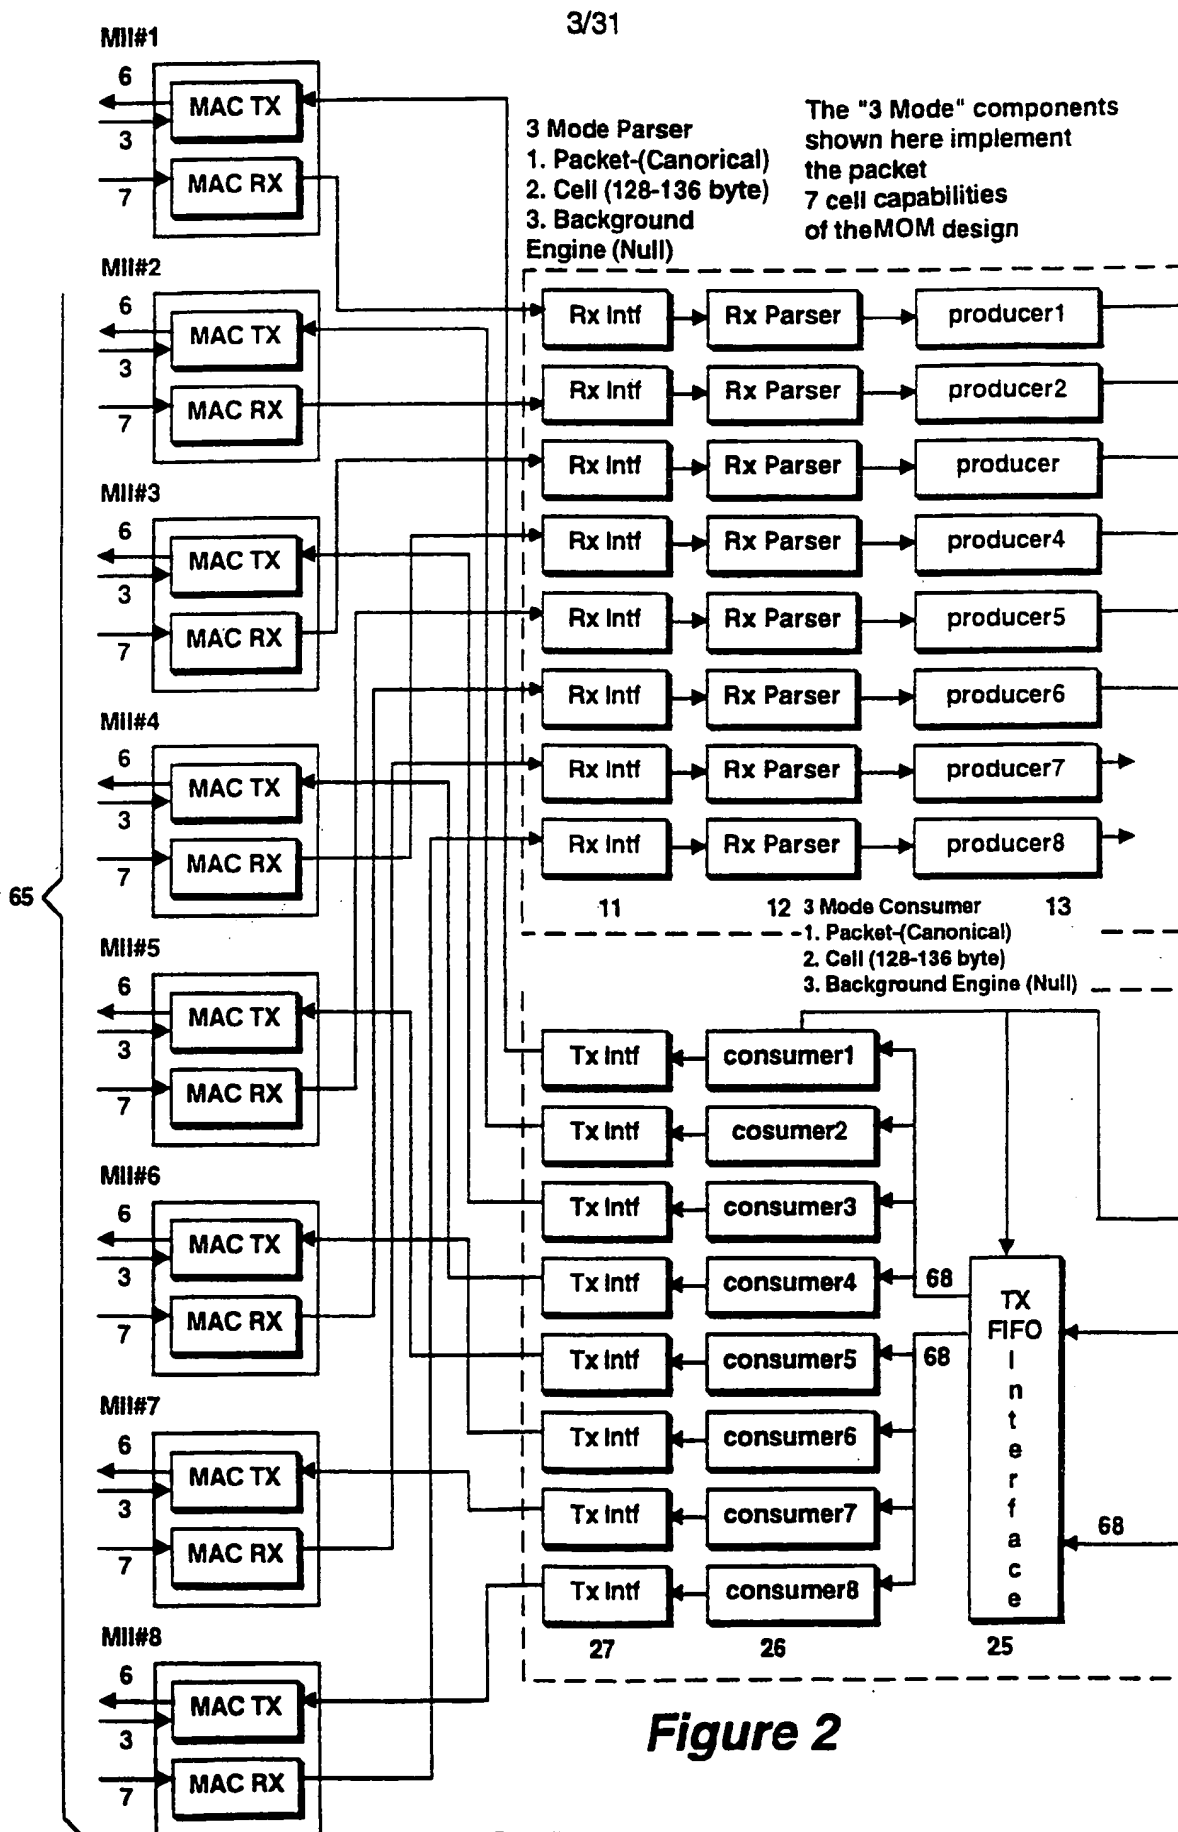 3/31
MII#1
6
MAC TX
3
MAC RX
7
MII#2
6
MAC TX
3
MAC RX
7
MII#3
6
MAC TX
3
MAC RX
7
MII#4
6
MAC TX
3
MAC RX
7
65
MII#5
6
MAC TX
3
MAC RX
7
MII#6
6
MAC TX
3
MAC RX
7
MII#7
6
MAC TX
3
MAC RX
7
MII#8
6
MAC TX
3
MAC RX
7
3 Mode Parser
1. Packet-(Canorical)
2. Cell (128-136 byte)
3. Background
Engine (Null)
The "3 Mode" components
shown here implement
the packet
7 cell capabilities
of theMOM design
Rx Intf Rx Parser producer1
Rx Intf Rx Parser producer2
Rx Intf Rx Parser producer
Rx Intf Rx Parser producer4
Rx Intf Rx Parser producer5
Rx Intf Rx Parser producer6
Rx Intf Rx Parser producer7
Rx Intf Rx Parser producer8
11 12 13
3 Mode Consumer
1. Packet-(Canonical)
2. Cell (128-136 byte)
3. Background Engine (Null)
Tx Intf consumer1
Tx Intf cosumer2
Tx Intf consumer3
Tx Intf consumer4
68
Tx Intf consumer5
68
Tx Intf consumer6
Tx Intf consumer7
Tx Intf consumer8
TX
FIFO
I
n
t
e
r
f
a
c
e
68
27 26 25
Figure 2